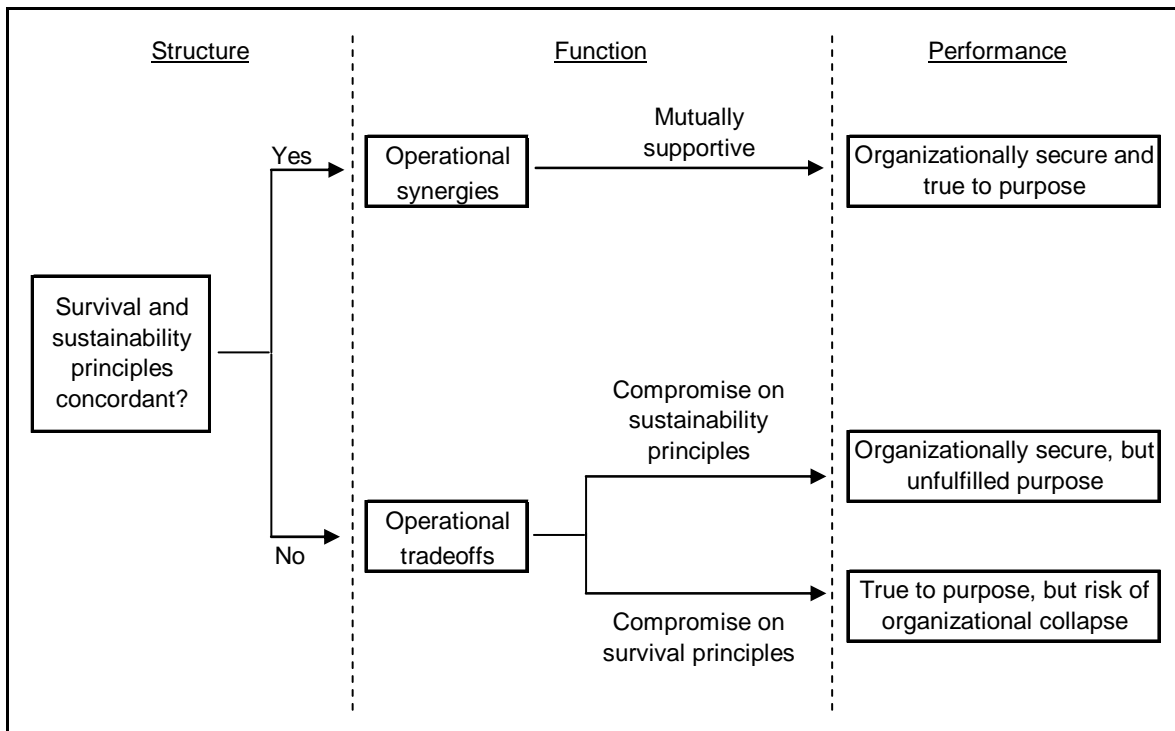 Structure
Function
Performance
Yes
Operational
synergies
Mutually
supportive
Organizationally secure and
true to purpose
Survival and
sustainability
principles
concordant?
No
Operational
tradeoffs
Compromise on
sustainability
principles
Organizationally secure, but
unfulfilled purpose
Compromise on
survival principles
True to purpose, but risk of
organizational collapse